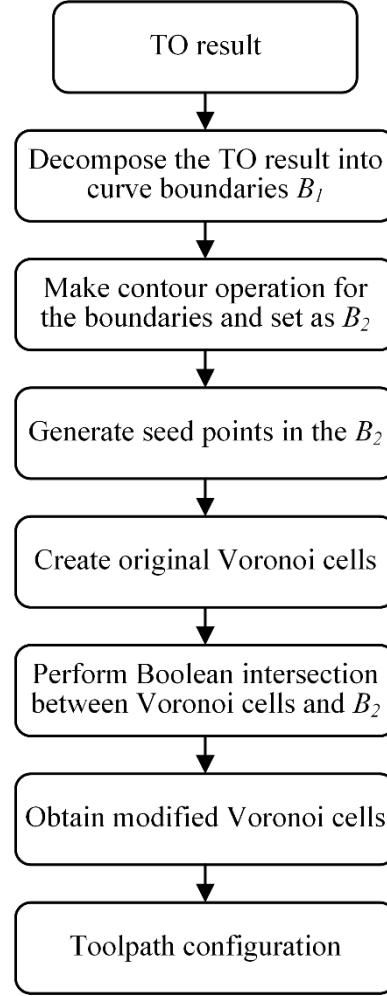 TO result
Decompose the TO result into
curve boundaries B₁
Make contour operation for
the boundaries and set as B₂
Generate seed points in the B₂
Create original Voronoi cells
Perform Boolean intersection
between Voronoi cells and B₂
Obtain modified Voronoi cells
Toolpath configuration